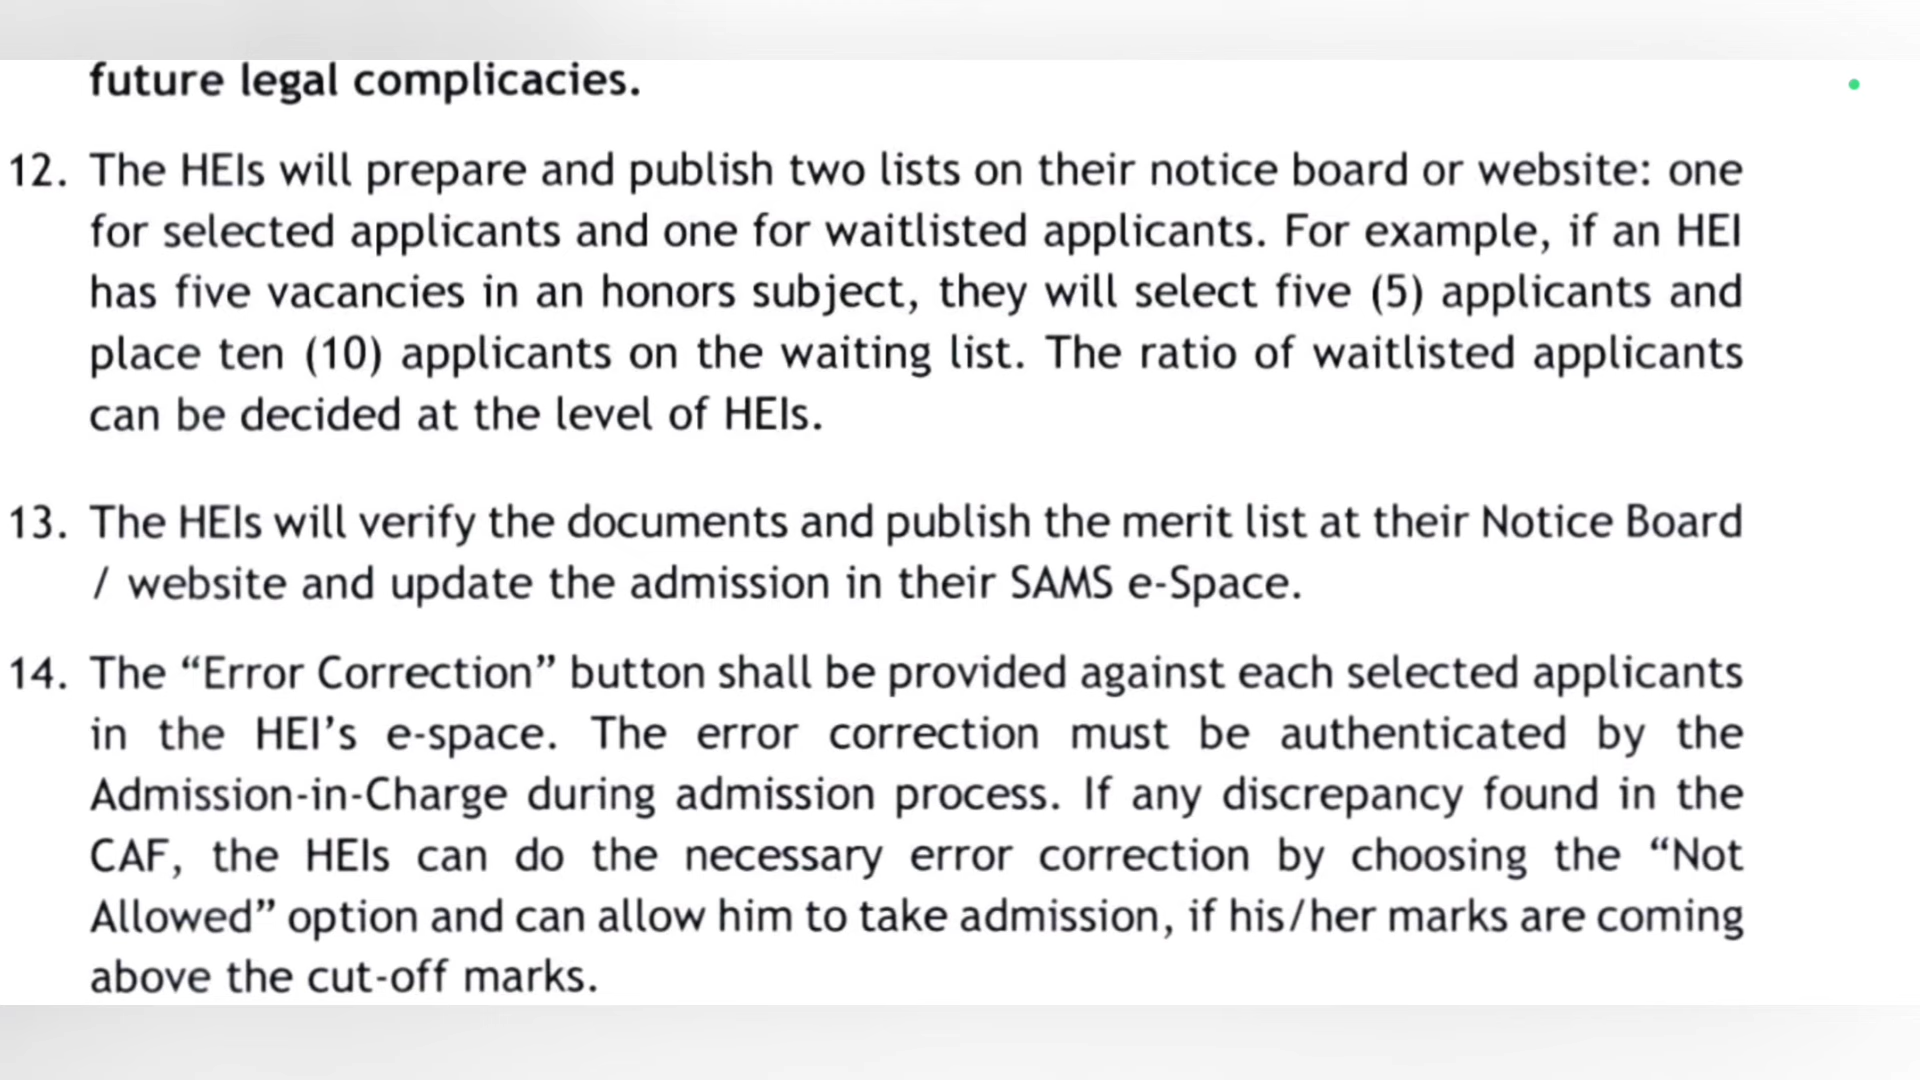 future legal complicacies.
12. The HEIs will prepare and publish two lists on their notice board or website: one
for selected applicants and one for waitlisted applicants. For example, if an HEI
has five vacancies in an honors subject, they will select five (5) applicants and
place ten (10) applicants on the waiting list. The ratio of waitlisted applicants
can be decided at the level of HEIs.
13. The HEIs will verify the documents and publish the merit list at their Notice Board
/ website and update the admission in their SAMS e-Space.
14. The “Error Correction” button shall be provided against each selected applicants
in the HEI’s e-space. The error correction must be authenticated by the
Admission-in-Charge during admission process. If any discrepancy found in the
CAF, the HEIs can do the necessary error correction by choosing the “Not
Allowed” option and can allow him to take admission, if his/her marks are coming
above the cut-off marks.